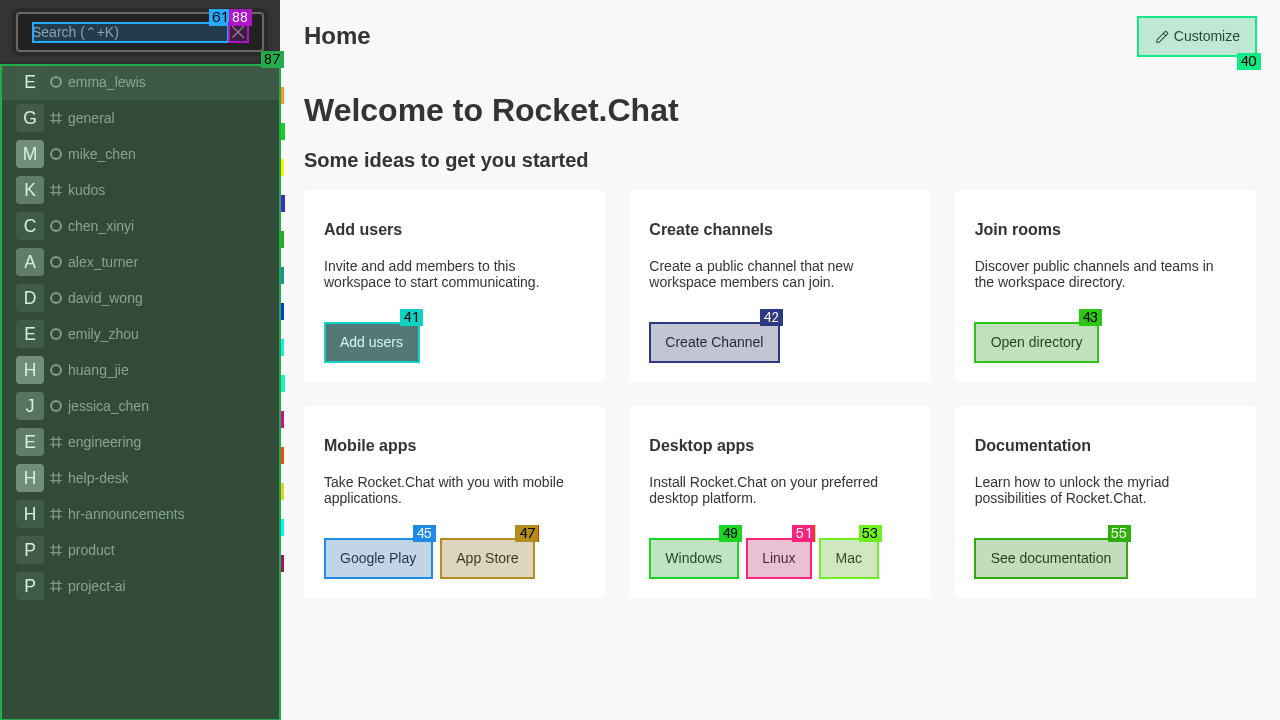 Search (⌃+K)
61
88
87
E emma_lewis
G general
M mike_chen
K kudos
C chen_xinyi
A alex_turner
D david_wong
E emily_zhou
H huang_jie
J jessica_chen
E engineering
H help-desk
H hr-announcements
P product
P project-ai
Home
Customize
40
Welcome to Rocket.Chat
Some ideas to get you started
Add users
Invite and add members to this
workspace to start communicating.
41
Add users
Create channels
Create a public channel that new
workspace members can join.
42
Create Channel
Join rooms
Discover public channels and teams in
the workspace directory.
43
Open directory
Mobile apps
Take Rocket.Chat with you with mobile
applications.
45
47
Google Play
App Store
Desktop apps
Install Rocket.Chat on your preferred
desktop platform.
49
51
53
Windows
Linux
Mac
Documentation
Learn how to unlock the myriad
possibilities of Rocket.Chat.
55
See documentation